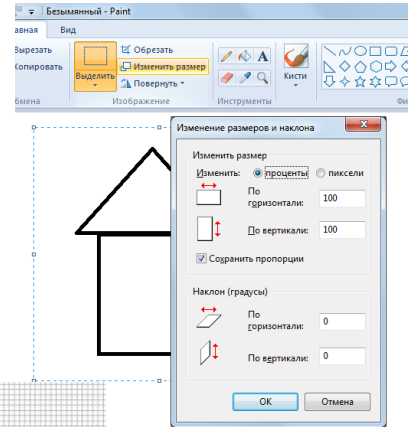 Безымянный - Paint
авная Вид
Вырезать
Копировать
бмена
Выделить
Обрезать
Изменить размер
Повернуть
Изображение
Инструменты
Кисти
Фи
Изменение размеров и наклона
Изменить размер
Изменить: проценты пиксели
По горизонтали: 100
По вертикали: 100
Сохранить пропорции
Наклон (градусы)
По горизонтали: 0
По вертикали: 0
ОК Отмена